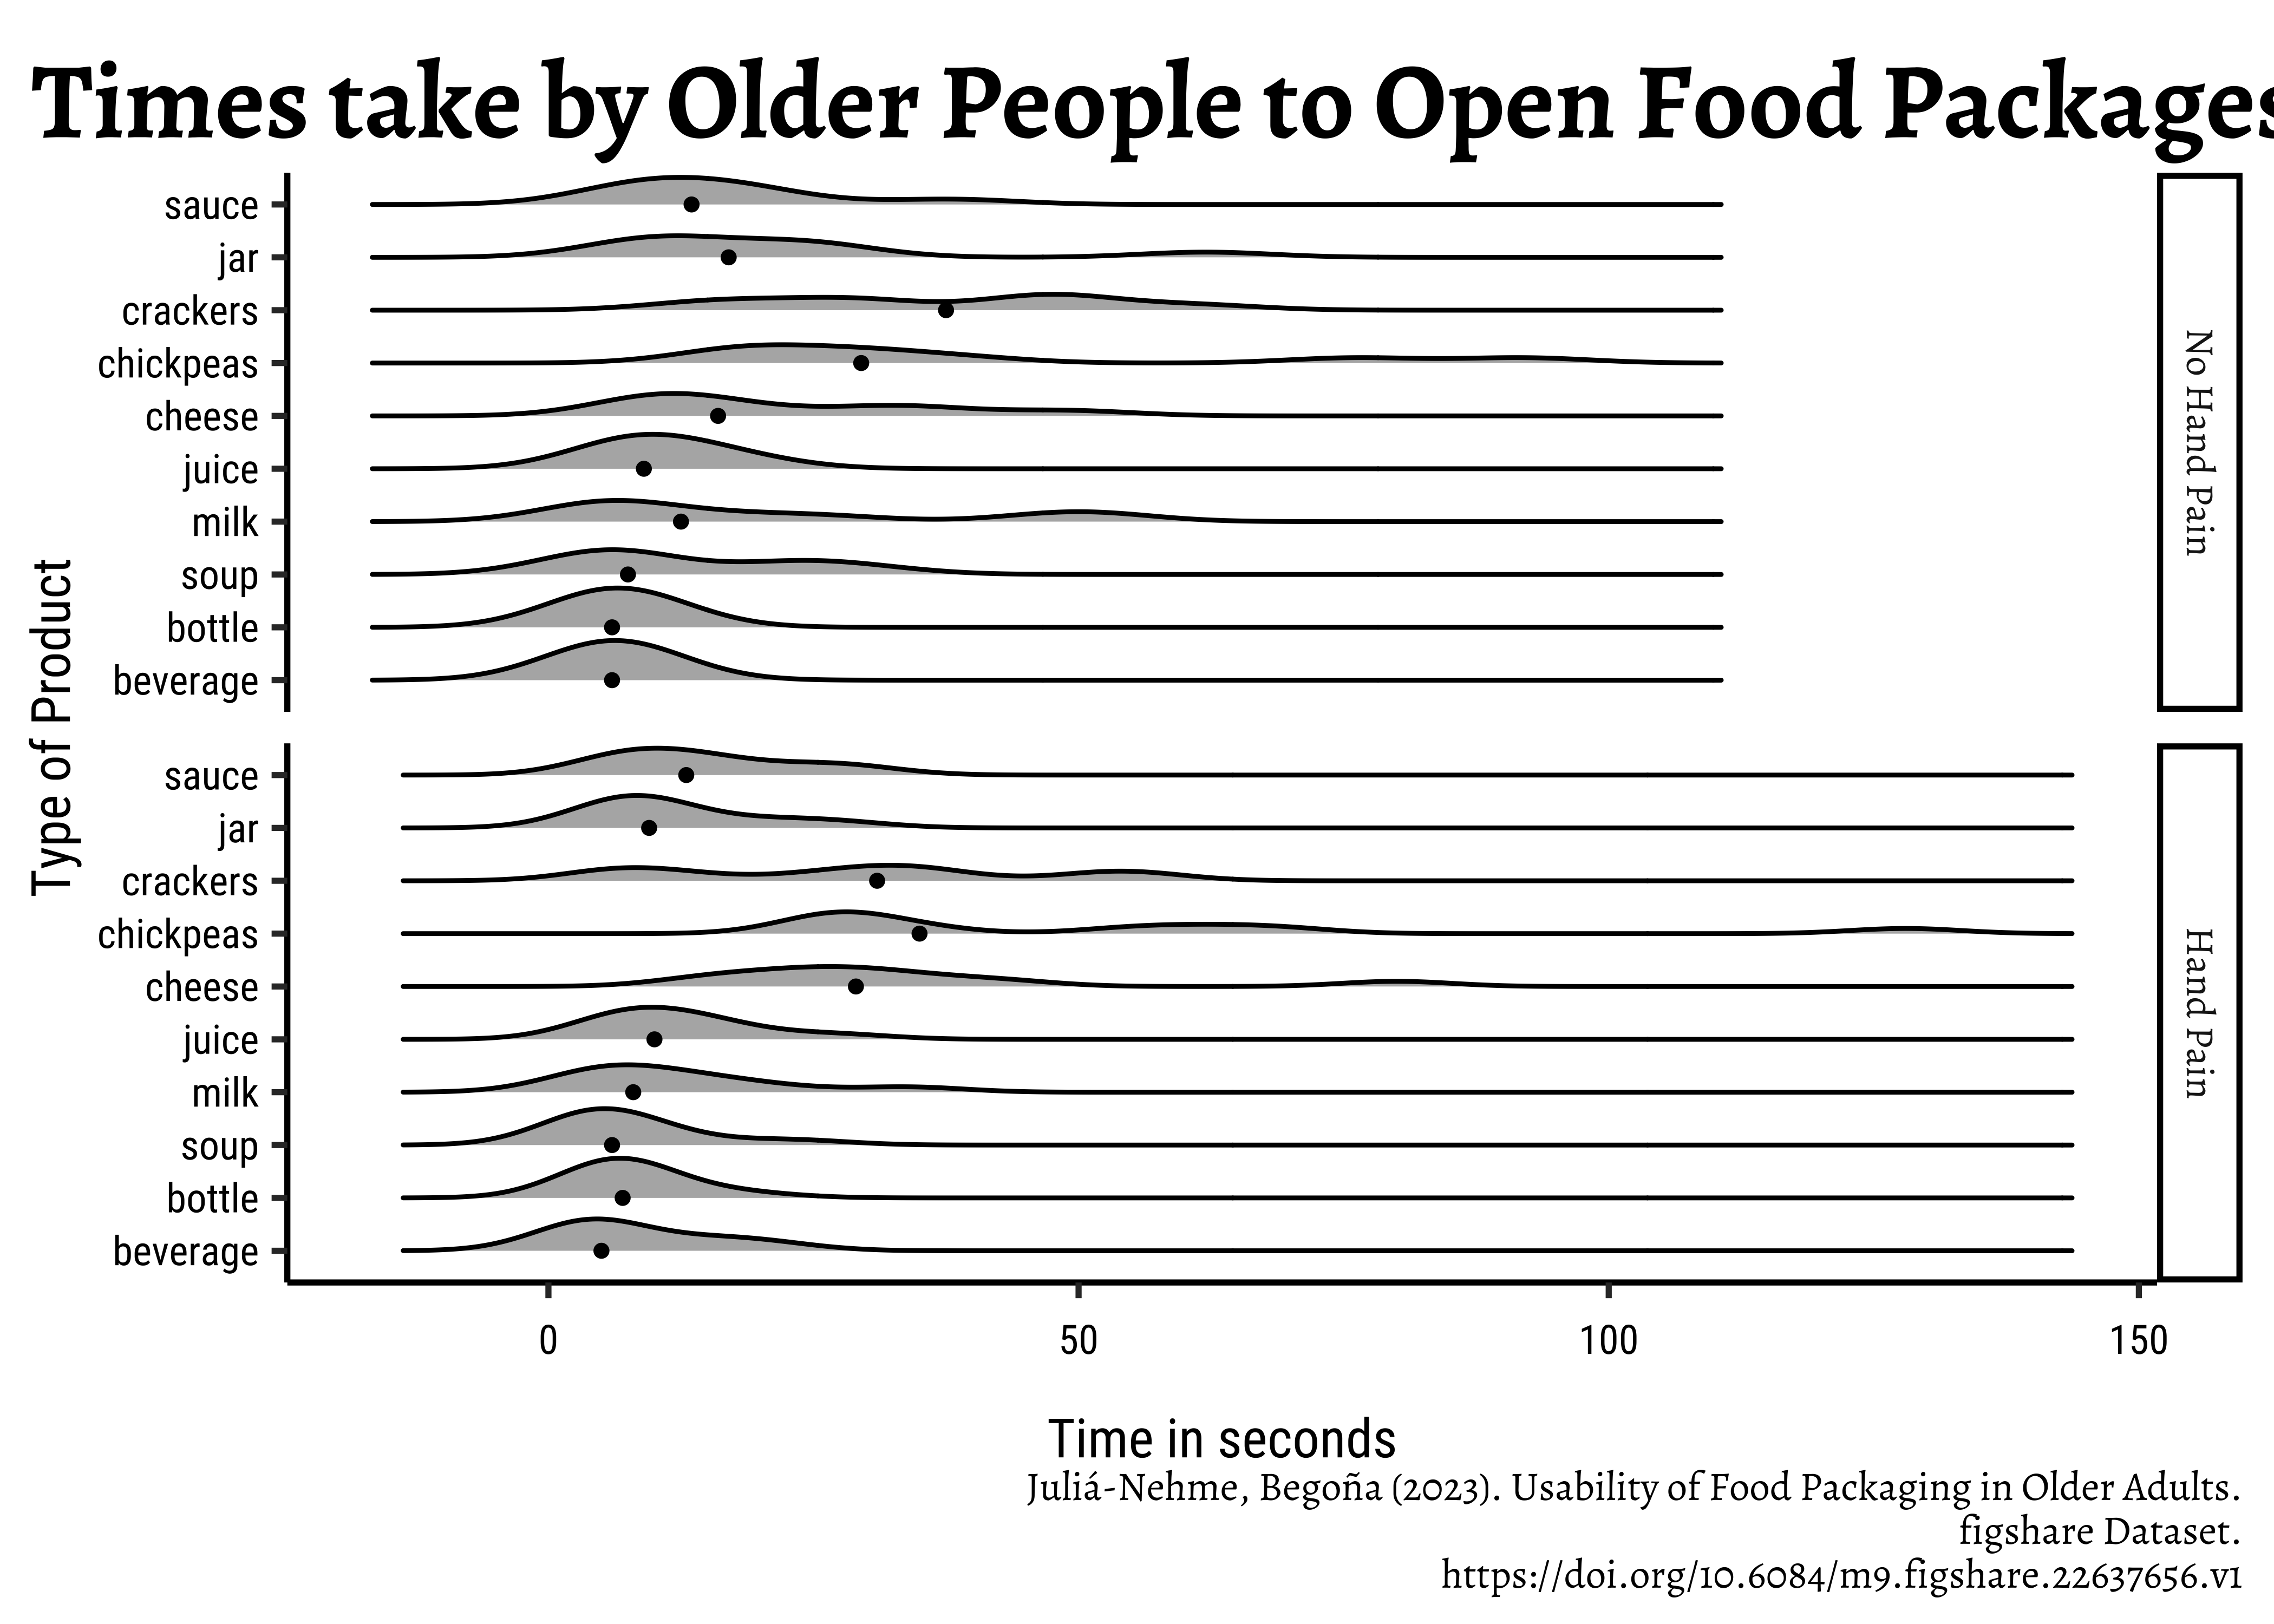 Times take by Older People to Open Food Packages
Type of Product
sauce
jar
crackers
chickpeas
cheese
juice
milk
soup
bottle
beverage
No Hand Pain
sauce
jar
crackers
chickpeas
cheese
juice
milk
soup
bottle
beverage
Hand Pain
0 50 100 150
Time in seconds
Juliá-Nehme, Begoña (2023). Usability of Food Packaging in Older Adults.
figshare Dataset.
https://doi.org/10.6084/m9.figshare.22637656.v1